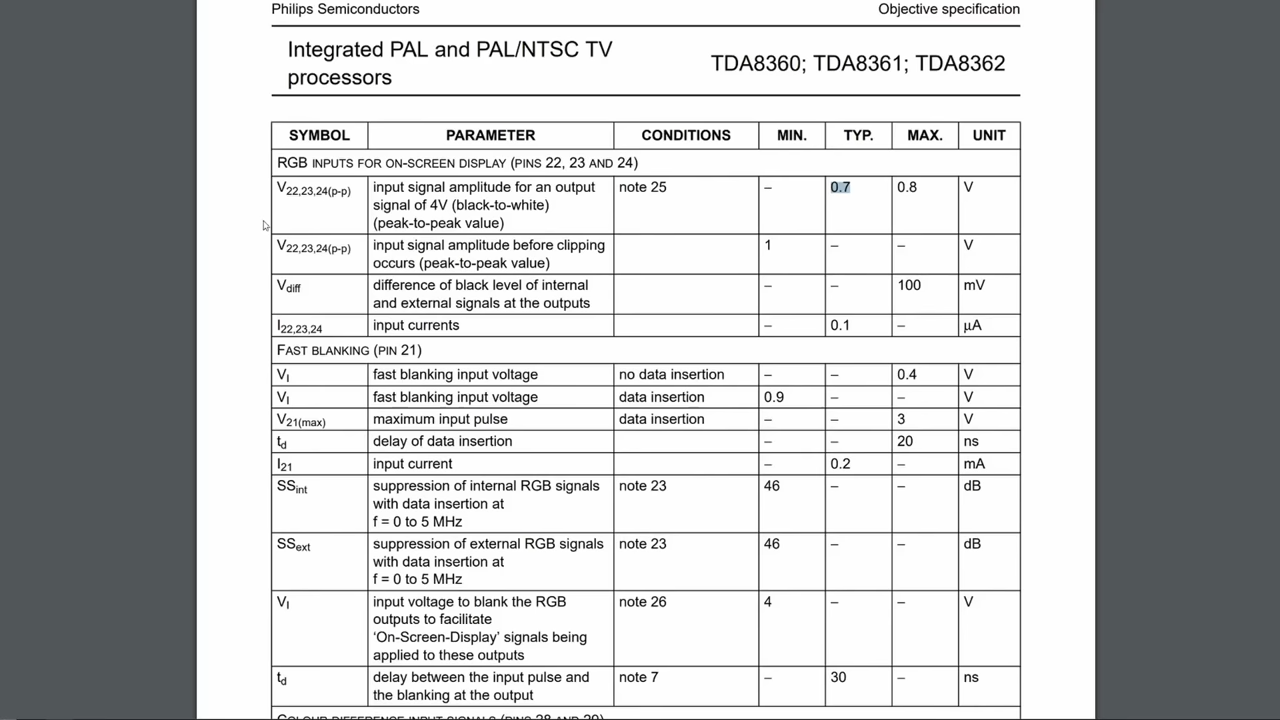 Philips Semiconductors Objective specification
Integrated PAL and PAL/NTSC TV
processors
TDA8360; TDA8361; TDA8362
SYMBOL PARAMETER CONDITIONS MIN. TYP. MAX. UNIT
RGB INPUTS FOR ON-SCREEN DISPLAY (PINS 22, 23 AND 24)
V22,23,24(p-p) input signal amplitude for an output note 25 – 0.7 0.8 V
signal of 4V (black-to-white)
(peak-to-peak value)
V22,23,24(p-p) input signal amplitude before clipping 1 – – V
occurs (peak-to-peak value)
Vdiff difference of black level of internal – – 100 mV
and external signals at the outputs
I22,23,24 input currents – 0.1 – μA
FAST BLANKING (PIN 21)
VI fast blanking input voltage no data insertion – – 0.4 V
VI fast blanking input voltage data insertion 0.9 – – V
V21(max) maximum input pulse data insertion – – 3 V
td delay of data insertion – – 20 ns
I21 input current – 0.2 – mA
SSint suppression of internal RGB signals note 23 46 – – dB
with data insertion at
f = 0 to 5 MHz
SSext suppression of external RGB signals note 23 46 – – dB
with data insertion at
f = 0 to 5 MHz
VI input voltage to blank the RGB note 26 4 – – V
outputs to facilitate
‘On-Screen-Display’ signals being
applied to these outputs
td delay between the input pulse and note 7 – 30 – ns
the blanking at the output
COLOUR DIFFERENCE INPUT SIGNALS (PINS 28 AND 29)